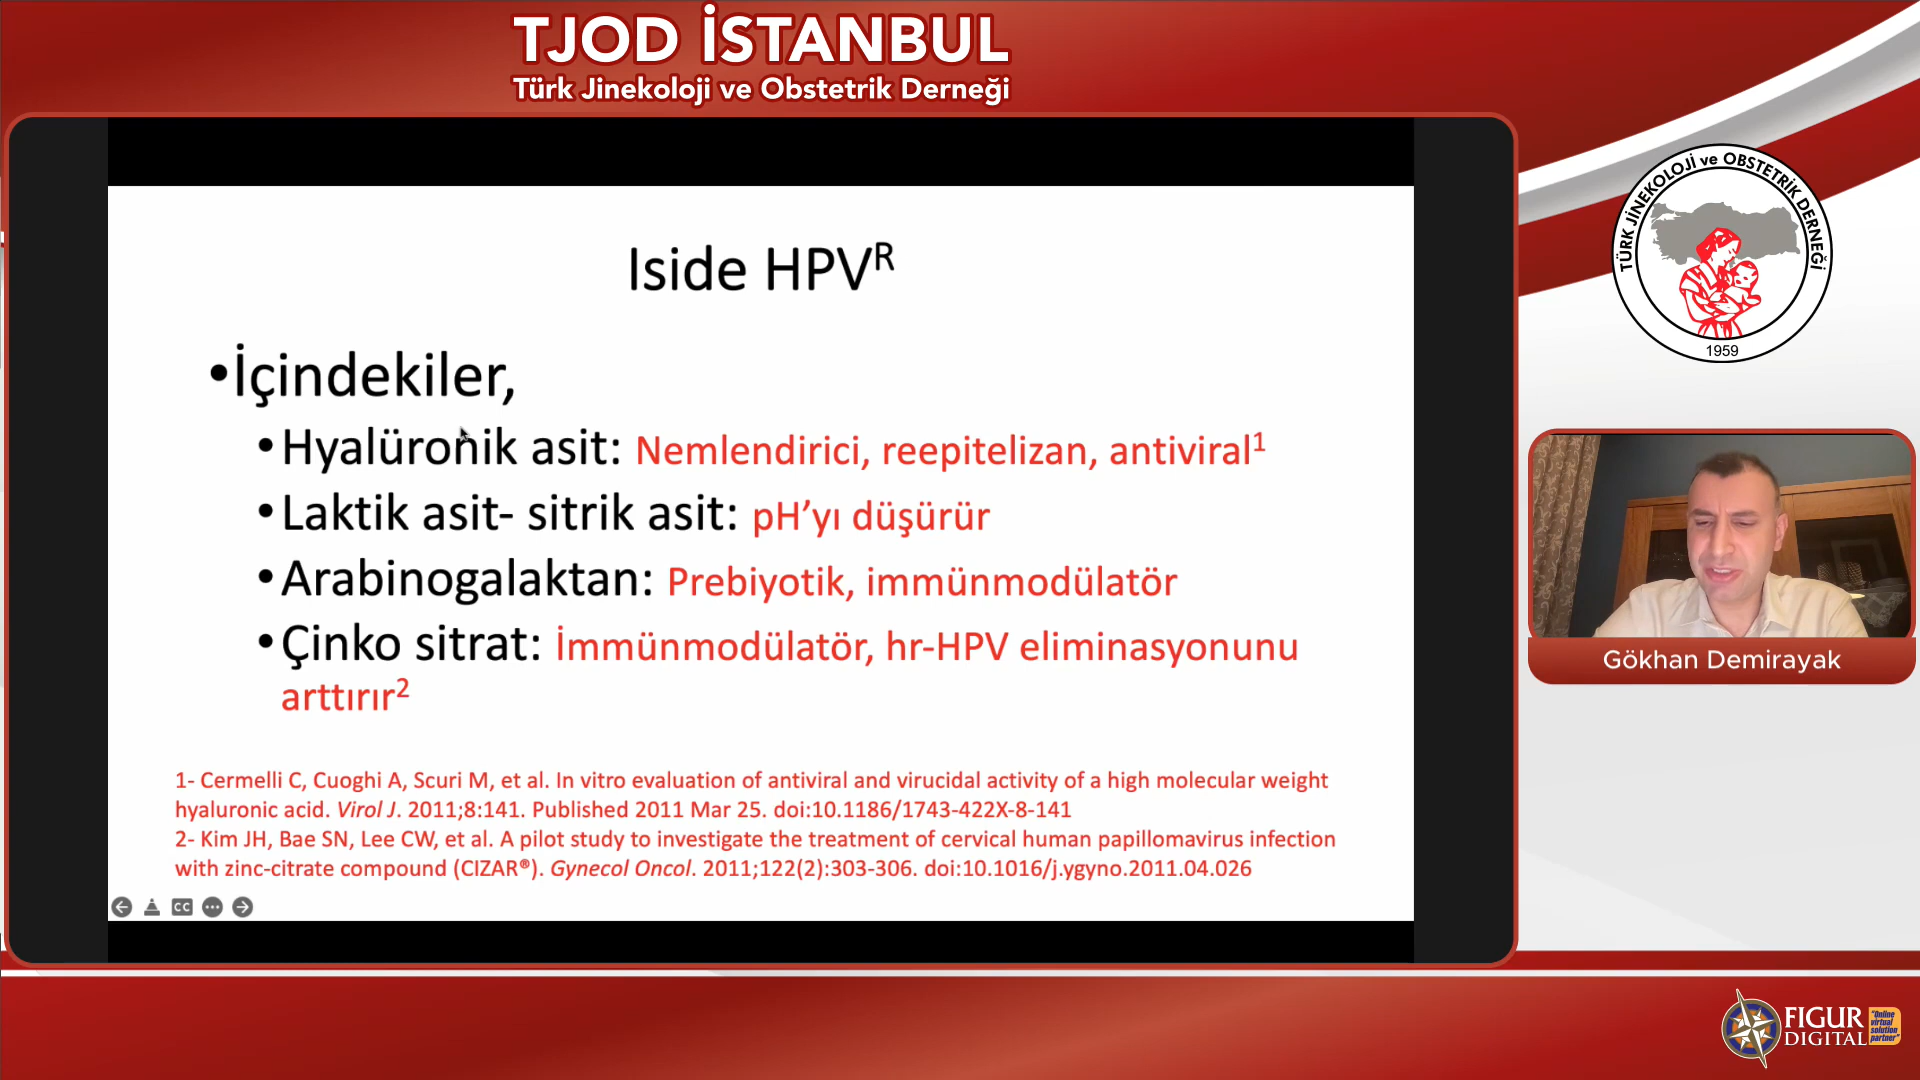 TJOD İSTANBUL
Türk Jinekoloji ve Obstetrik Derneği
Iside HPVᴿ
•İçindekiler,
•Hyalüronik asit: Nemlendirici, reepitelizan, antiviral¹
•Laktik asit- sitrik asit: pH’yı düşürür
•Arabinogalaktan: Prebiyotik, immünmodülatör
•Çinko sitrat: İmmünmodülatör, hr-HPV eliminasyonunu
arttırır²
1- Cermelli C, Cuoghi A, Scuri M, et al. In vitro evaluation of antiviral and virucidal activity of a high molecular weight
hyaluronic acid. Virol J. 2011;8:141. Published 2011 Mar 25. doi:10.1186/1743-422X-8-141
2- Kim JH, Bae SN, Lee CW, et al. A pilot study to investigate the treatment of cervical human papillomavirus infection
with zinc-citrate compound (CIZAR®). Gynecol Oncol. 2011;122(2):303-306. doi:10.1016/j.ygyno.2011.04.026
CC
TÜRK JİNEKOLOJİ ve OBSTETRİK DERNEĞİ
1959
Gökhan Demirayak
FIGUR
DIGITAL
"Online
virtual
solution
partner"